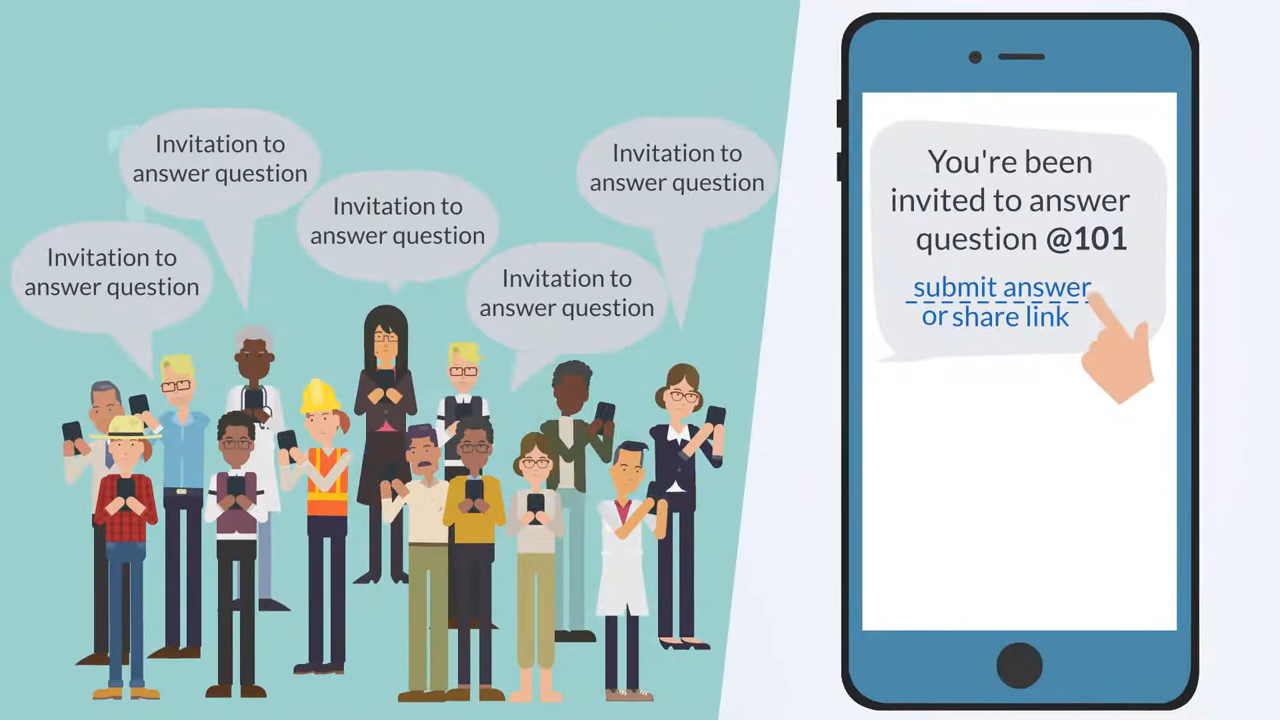 Invitation to
answer question
Invitation to
answer question
Invitation to
answer question
Invitation to
answer question
Invitation to
answer question
You're been
invited to answer
question @101
submit answer
or share link